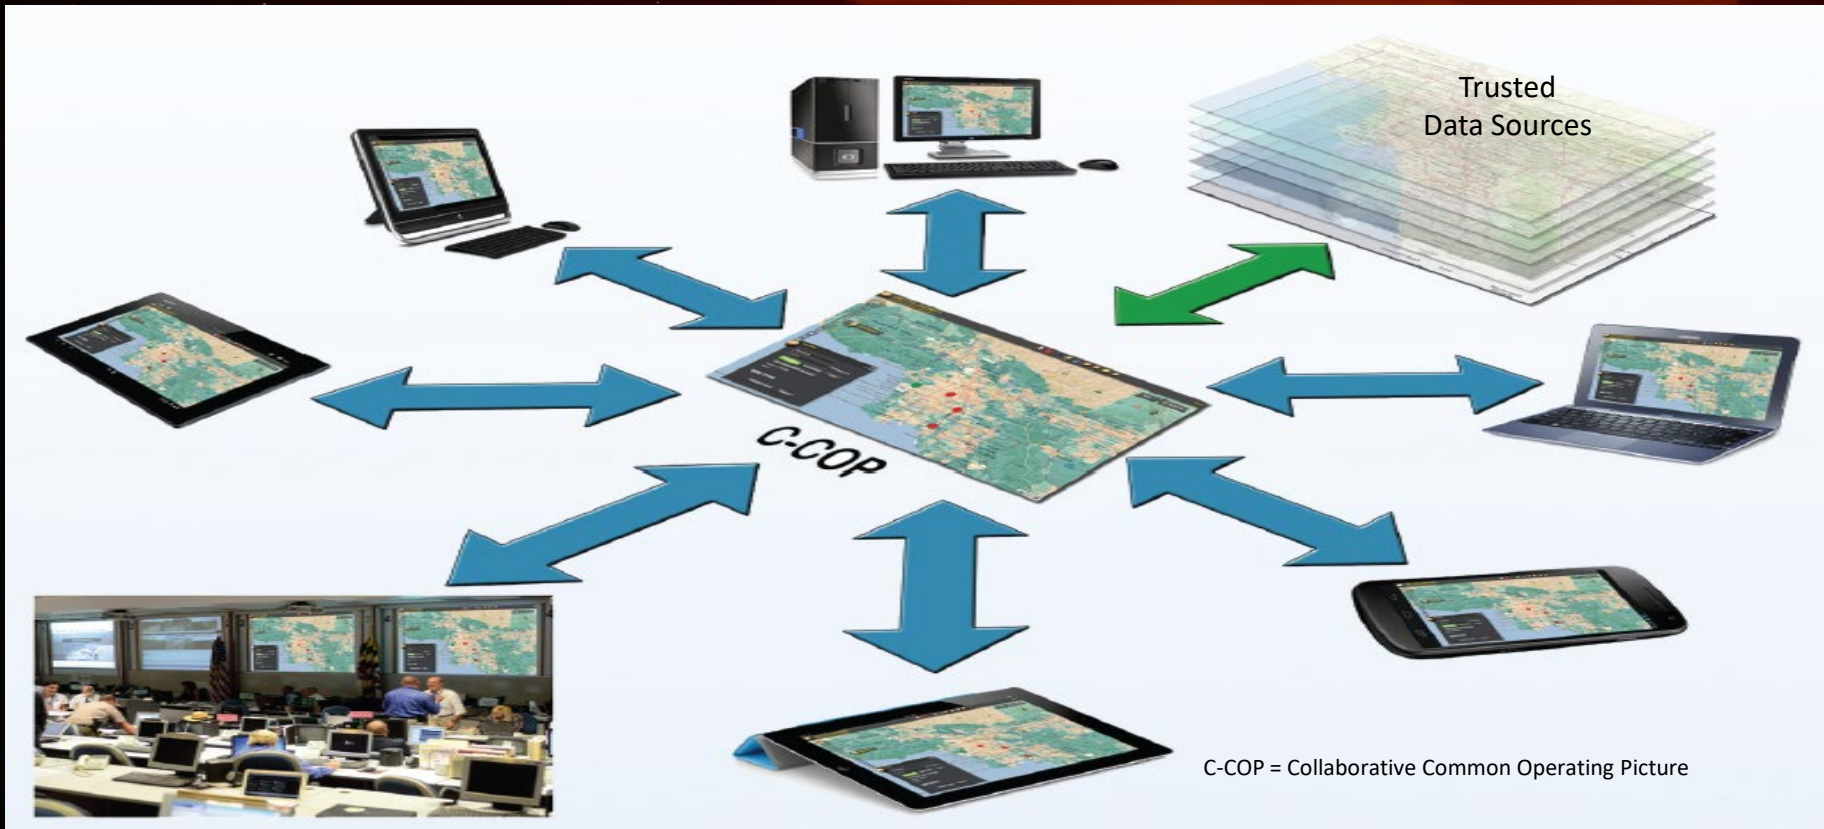 Trusted
Data Sources
C-COP
C-COP = Collaborative Common Operating Picture